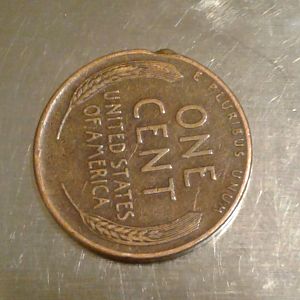 E PLURIBUS UNUM
ONE
CENT
UNITED STATES
OF AMERICA